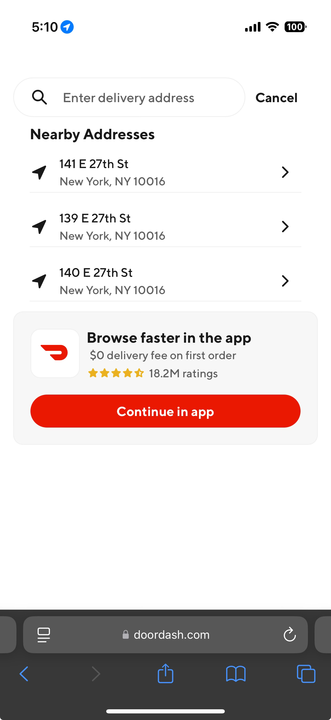 5:10
100
Enter delivery address
Cancel
Nearby Addresses
141 E 27th St
New York, NY 10016
139 E 27th St
New York, NY 10016
140 E 27th St
New York, NY 10016
Browse faster in the app
$0 delivery fee on first order
18.2M ratings
Continue in app
doordash.com